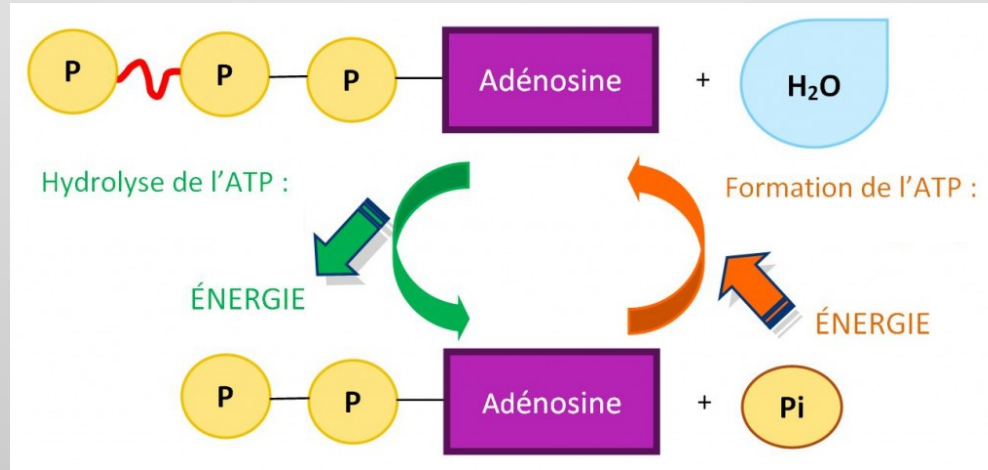 P P P Adénosine + H₂O
Hydrolyse de l'ATP :
Formation de l'ATP :
ÉNERGIE
ÉNERGIE
P P Adénosine + Pi